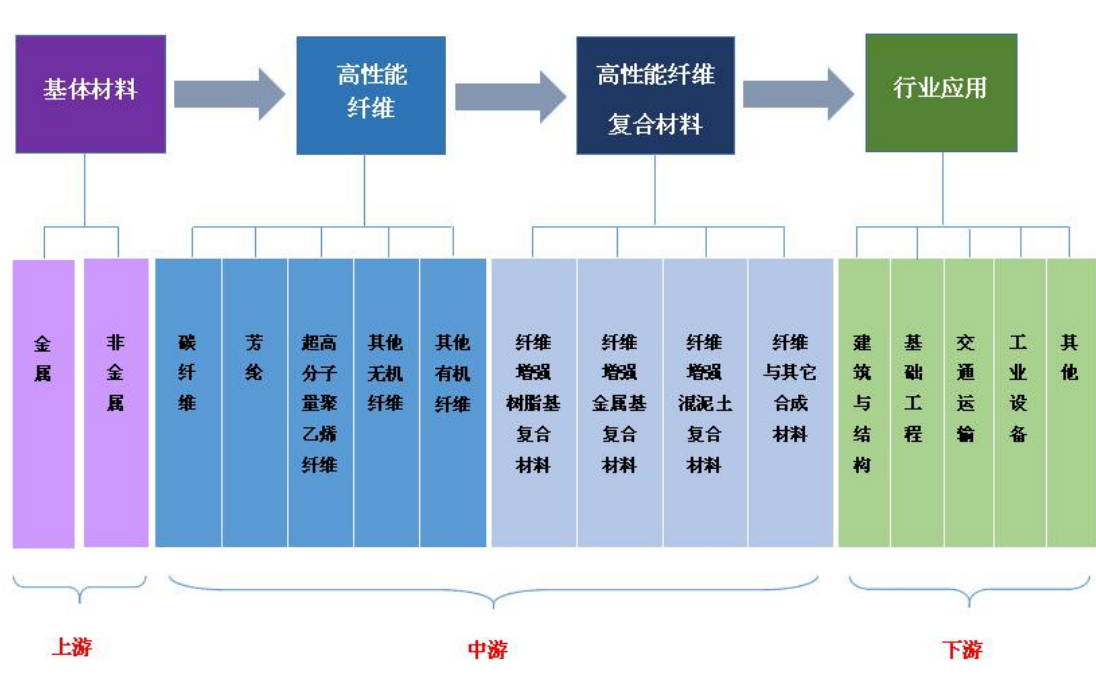 基体材料
高性能
纤维
高性能纤维
复合材料
行业应用
金
属
非
金
属
碳
纤
维
芳
纶
超高
分子
量聚
乙烯
纤维
其他
无机
纤维
其他
有机
纤维
纤维
增强
树脂基
复合
材料
纤维
增强
金属基
复合
材料
纤维
增强
混泥土
复合
材料
纤维
与其它
合成
材料
建
筑
与
结
构
基
础
工
程
交
通
运
输
工
业
设
备
其
他
上游
中游
下游